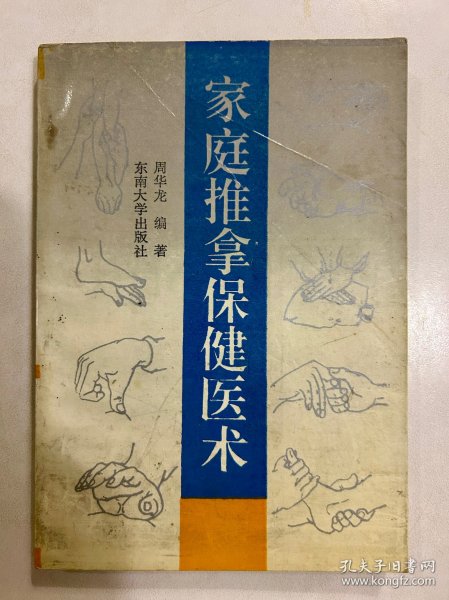 家庭推拿保健医术
周华龙 编著
东南大学出版社
孔夫子旧书网
www.kongfz.com